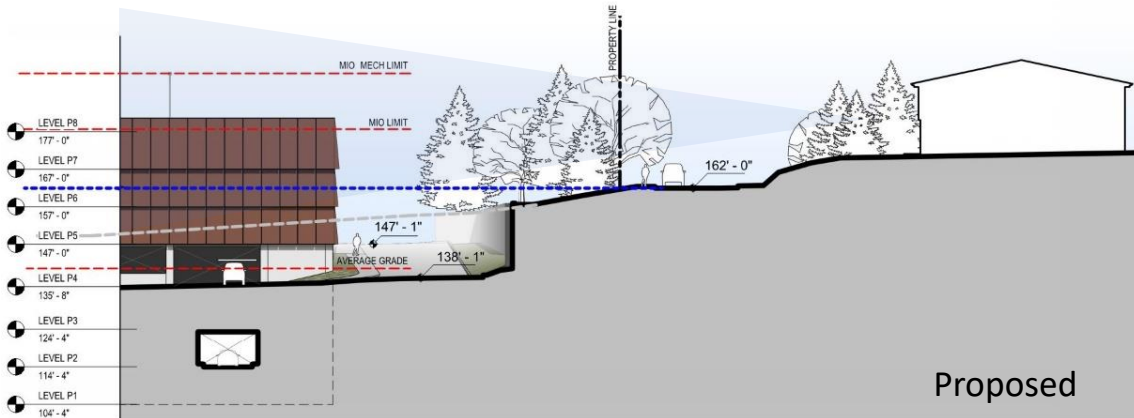 PROPERTY LINE
MIO MECH LIMIT
LEVEL P8
MIO LIMIT
177' - 0"
LEVEL P7
167' - 0"
162' - 0"
LEVEL P6
157' - 0"
147' - 1"
LEVEL P5
147' - 0"
AVERAGE GRADE
138' - 1"
LEVEL P4
135' - 8"
LEVEL P3
124' - 4"
LEVEL P2
114' - 4"
LEVEL P1
104' - 4"
Proposed